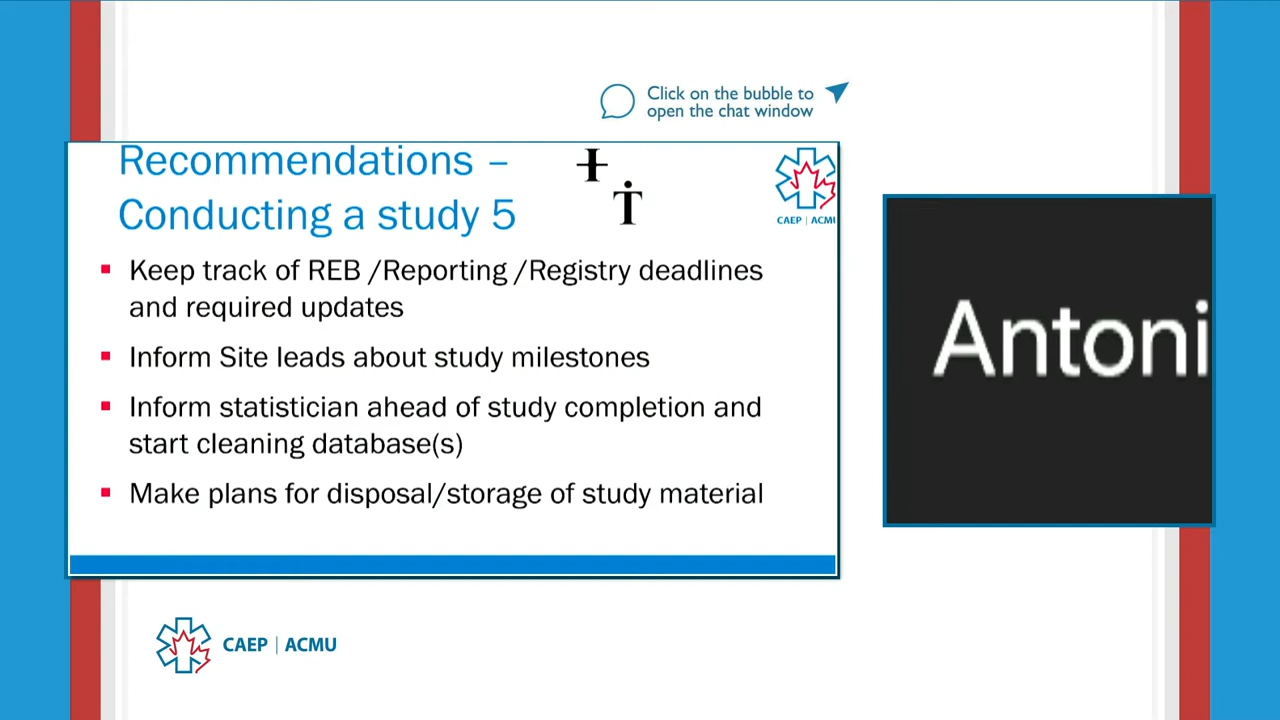 Click on the bubble to
open the chat window
Recommendations –
Conducting a study 5
CAEP | ACMU
▪ Keep track of REB /Reporting /Registry deadlines
and required updates
▪ Inform Site leads about study milestones
▪ Inform statistician ahead of study completion and
start cleaning database(s)
▪ Make plans for disposal/storage of study material
Antoni
CAEP | ACMU